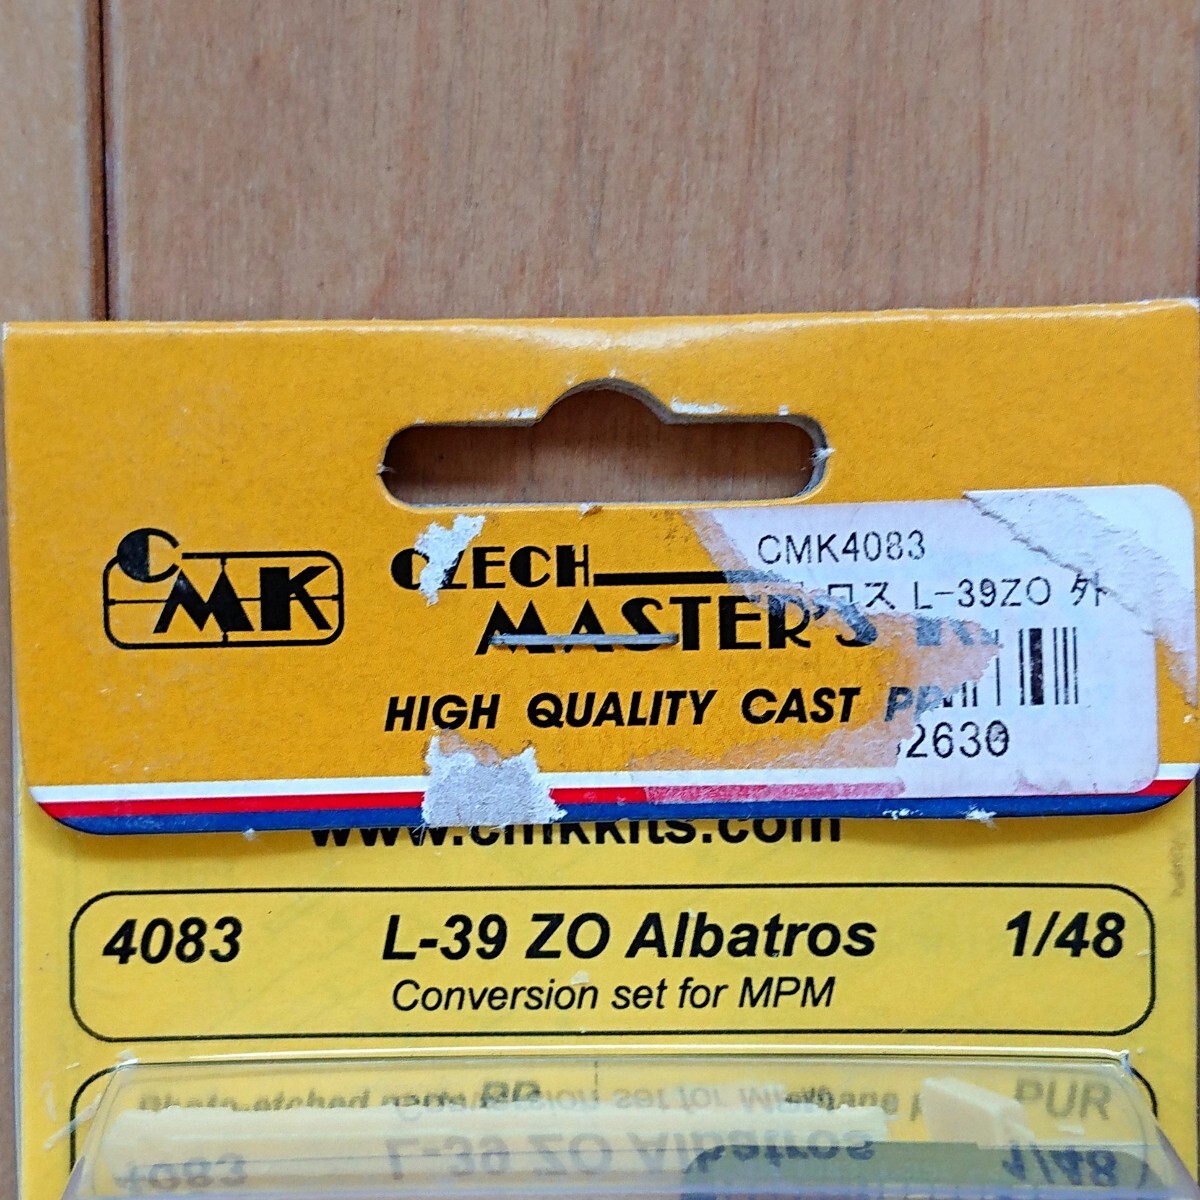 CMK
CZECH
MASTER'S
HIGH QUALITY CAST
CMK4083
ロス L-39ZO 外
2630
www.cmkkits.com
4083 L-39 ZO Albatros 1/48
Conversion set for MPM
PUR